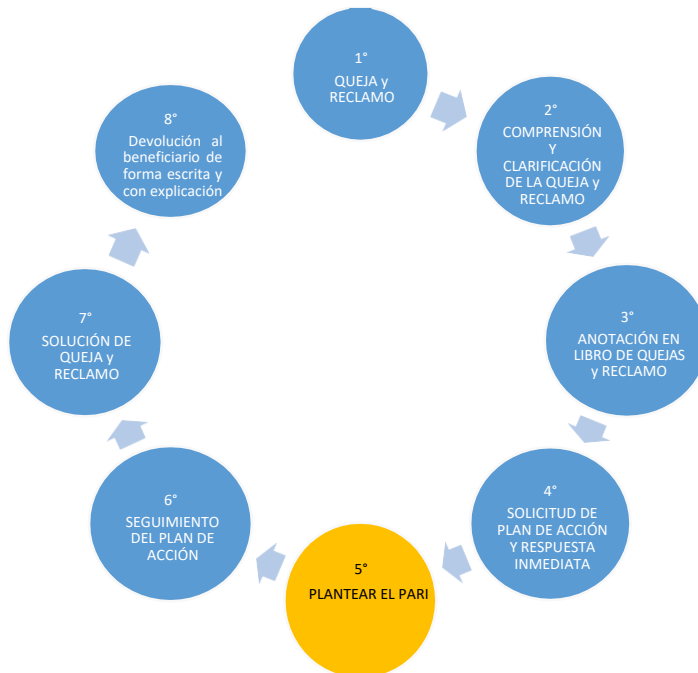 1°
QUEJA y
RECLAMO
2°
COMPRENSIÓN
Y
CLARIFICACIÓN
DE LA QUEJA y
RECLAMO
3°
ANOTACIÓN EN
LIBRO DE QUEJAS
y RECLAMO
4°
SOLICITUD DE
PLAN DE ACCIÓN
Y RESPUESTA
INMEDIATA
5°
PLANTEAR EL PARI
6°
SEGUIMIENTO
DEL PLAN DE
ACCIÓN
7°
SOLUCIÓN DE
QUEJA y
RECLAMO
8°
Devolución al
beneficiario de
forma escrita y
con explicación